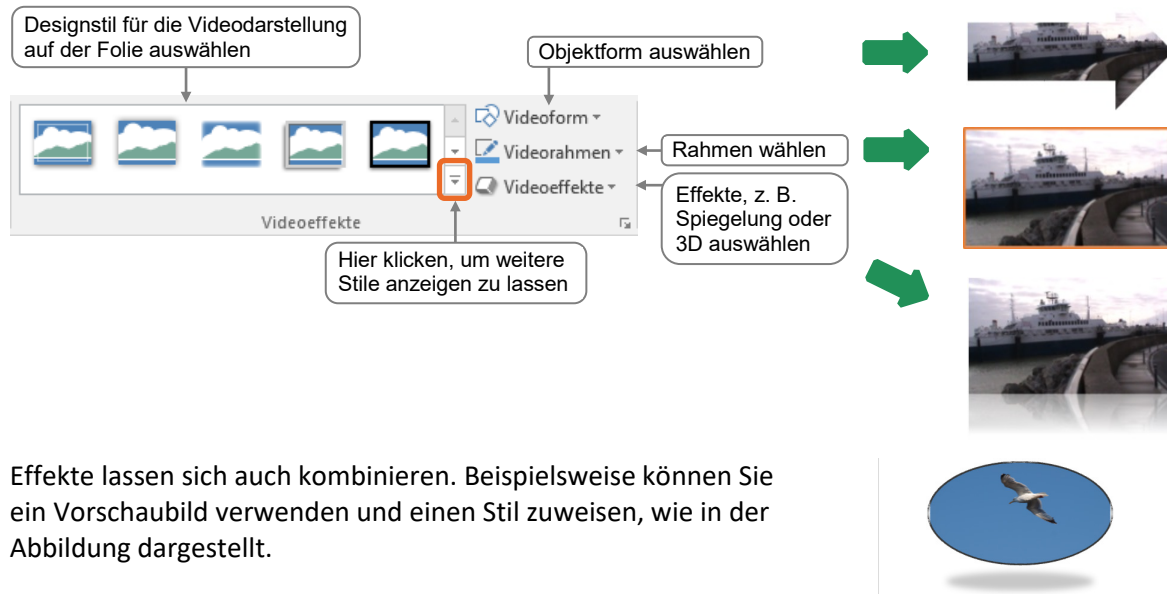 Designstil für die Videodarstellung
auf der Folie auswählen
Objektform auswählen
Videoform
Videorahmen
Rahmen wählen
Videoeffekte
Effekte, z. B.
Spiegelung oder
3D auswählen
Videoeffekte
Hier klicken, um weitere
Stile anzeigen zu lassen
Effekte lassen sich auch kombinieren. Beispielsweise können Sie
ein Vorschaubild verwenden und einen Stil zuweisen, wie in der
Abbildung dargestellt.